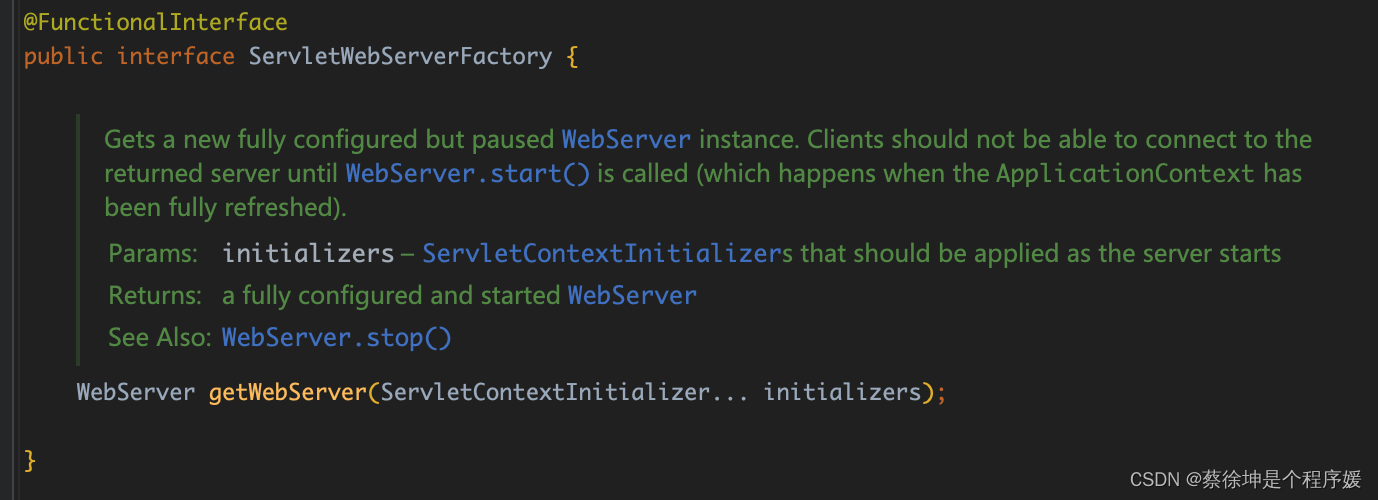 @FunctionalInterface
public interface ServletWebServerFactory {
Gets a new fully configured but paused WebServer instance. Clients should not be able to connect to the
returned server until WebServer.start() is called (which happens when the ApplicationContext has
been fully refreshed).
Params: initializers – ServletContextInitializers that should be applied as the server starts
Returns: a fully configured and started WebServer
See Also: WebServer.stop()
WebServer getWebServer(ServletContextInitializer... initializers);
}
CSDN @蔡徐坤是个程序媛